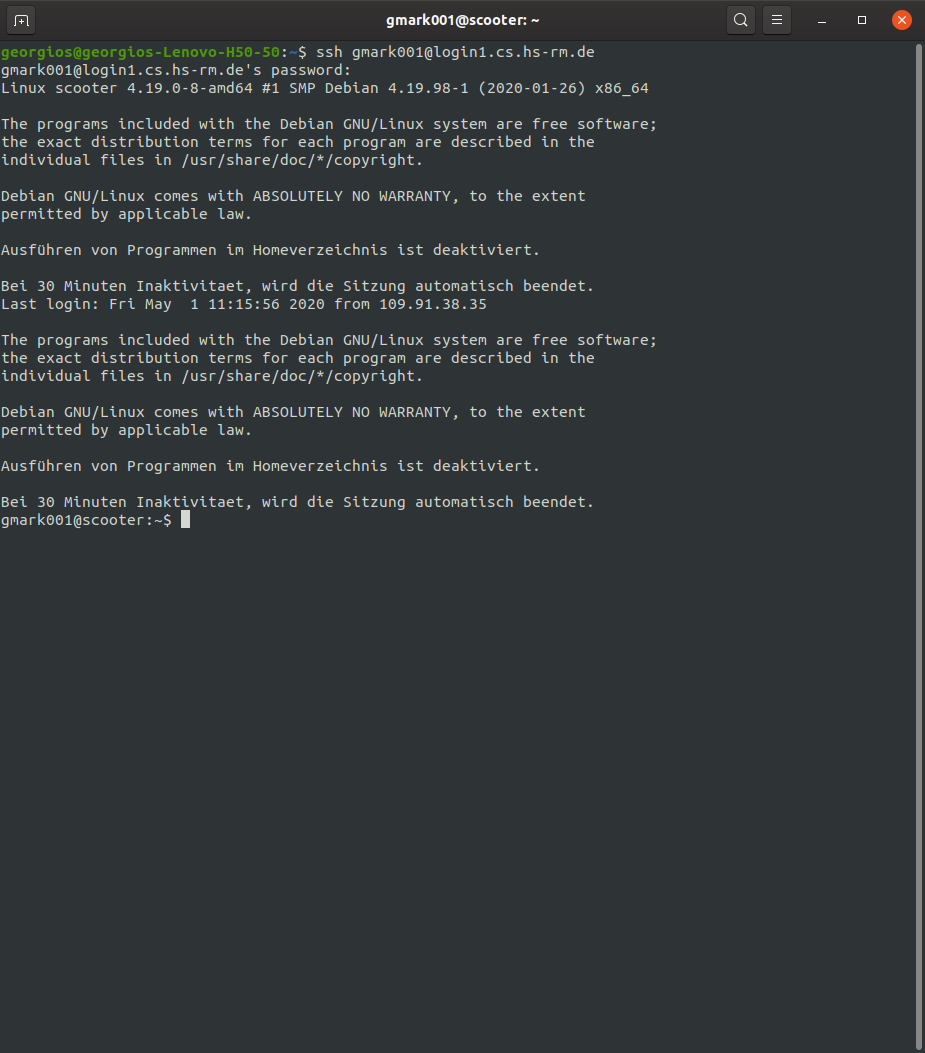 gmark001@scooter: ~
georgios@georgios-Lenovo-H50-50:~$ ssh gmark001@login1.cs.hs-rm.de
gmark001@login1.cs.hs-rm.de's password:
Linux scooter 4.19.0-8-amd64 #1 SMP Debian 4.19.98-1 (2020-01-26) x86_64
The programs included with the Debian GNU/Linux system are free software;
the exact distribution terms for each program are described in the
individual files in /usr/share/doc/*/copyright.
Debian GNU/Linux comes with ABSOLUTELY NO WARRANTY, to the extent
permitted by applicable law.
Ausführen von Programmen im Homeverzeichnis ist deaktiviert.
Bei 30 Minuten Inaktivitaet, wird die Sitzung automatisch beendet.
Last login: Fri May  1 11:15:56 2020 from 109.91.38.35
The programs included with the Debian GNU/Linux system are free software;
the exact distribution terms for each program are described in the
individual files in /usr/share/doc/*/copyright.
Debian GNU/Linux comes with ABSOLUTELY NO WARRANTY, to the extent
permitted by applicable law.
Ausführen von Programmen im Homeverzeichnis ist deaktiviert.
Bei 30 Minuten Inaktivitaet, wird die Sitzung automatisch beendet.
gmark001@scooter:~$